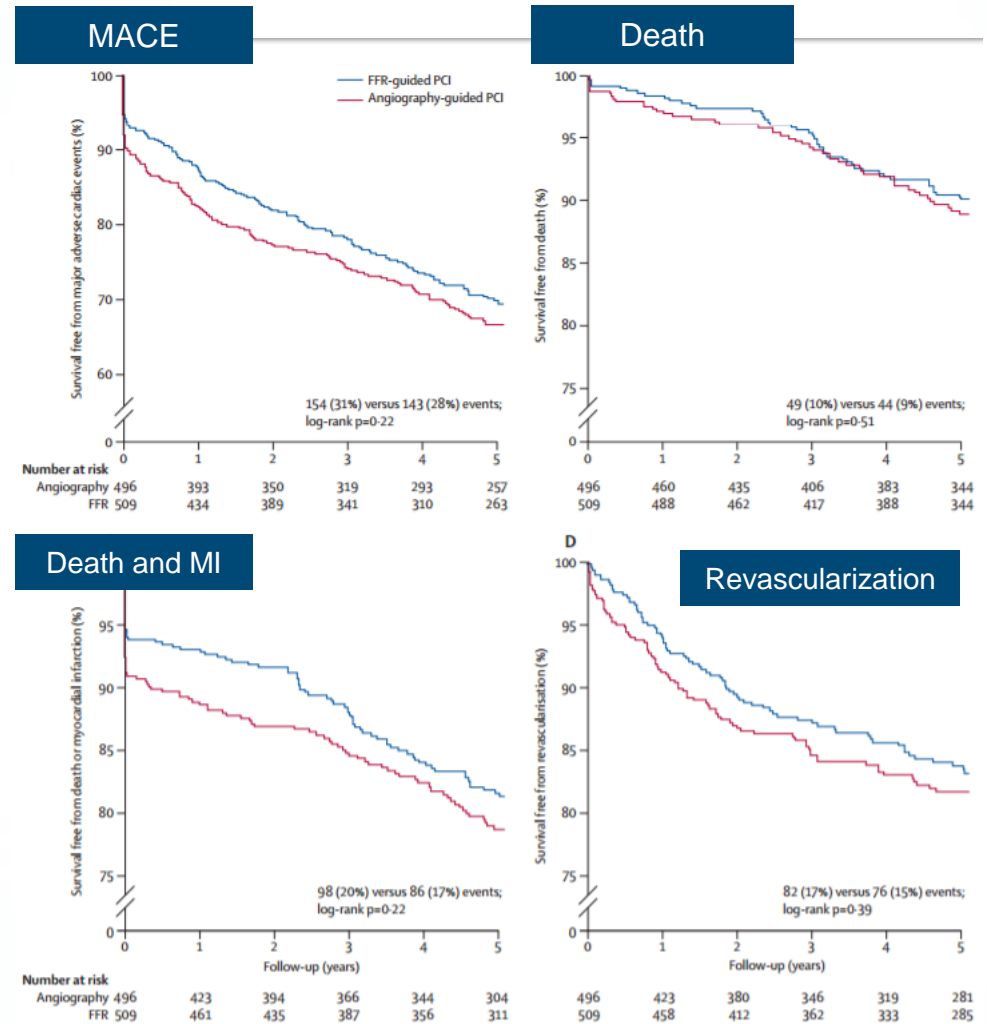 MACE
Death
FFR-guided PCI
Angiography-guided PCI
Survival free from major adverse cardiac events (%)
100
90
80
70
60
0
154 (31%) versus 143 (28%) events;
log-rank p=0·22
0 1 2 3 4 5
Number at risk
Angiography 496 393 350 319 293 257
FFR 509 434 389 341 310 263
Survival free from death (%)
100
95
90
85
80
75
0
49 (10%) versus 44 (9%) events;
log-rank p=0·51
0 1 2 3 4 5
496 460 435 406 383 344
509 488 462 417 388 344
Death and MI
D
Revascularization
Survival free from death or myocardial infarction (%)
95
90
85
80
75
0
98 (20%) versus 86 (17%) events;
log-rank p=0·22
0 1 2 3 4 5
Follow-up (years)
Number at risk
Angiography 496 423 394 366 344 304
FFR 509 461 435 387 356 311
Survival free from revascularisation (%)
100
95
90
85
80
75
0
82 (17%) versus 76 (15%) events;
log-rank p=0·39
0 1 2 3 4 5
Follow-up (years)
496 423 380 346 319 281
509 458 412 362 333 285